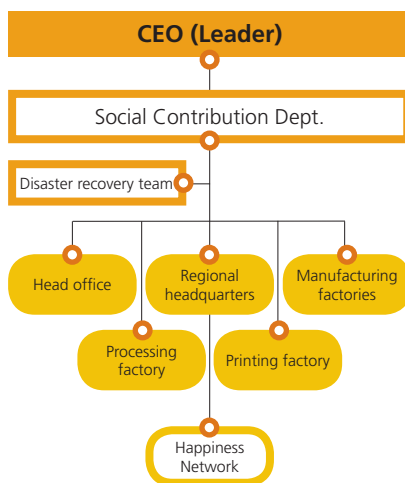 CEO (Leader)
Social Contribution Dept.
Disaster recovery team
Head office
Regional
headquarters
Manufacturing
factories
Processing
factory
Printing factory
Happiness
Network